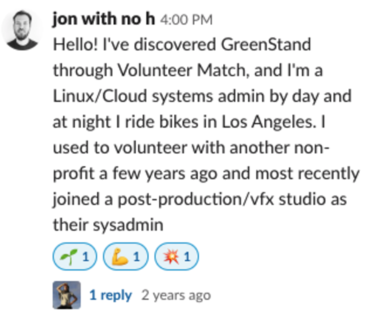 jon with no h 4:00 PM
Hello! I've discovered GreenStand
through Volunteer Match, and I'm a
Linux/Cloud systems admin by day and
at night I ride bikes in Los Angeles. I
used to volunteer with another non-
profit a few years ago and most recently
joined a post-production/vfx studio as
their sysadmin
🌱 1 💪 1 💥 1
1 reply 2 years ago